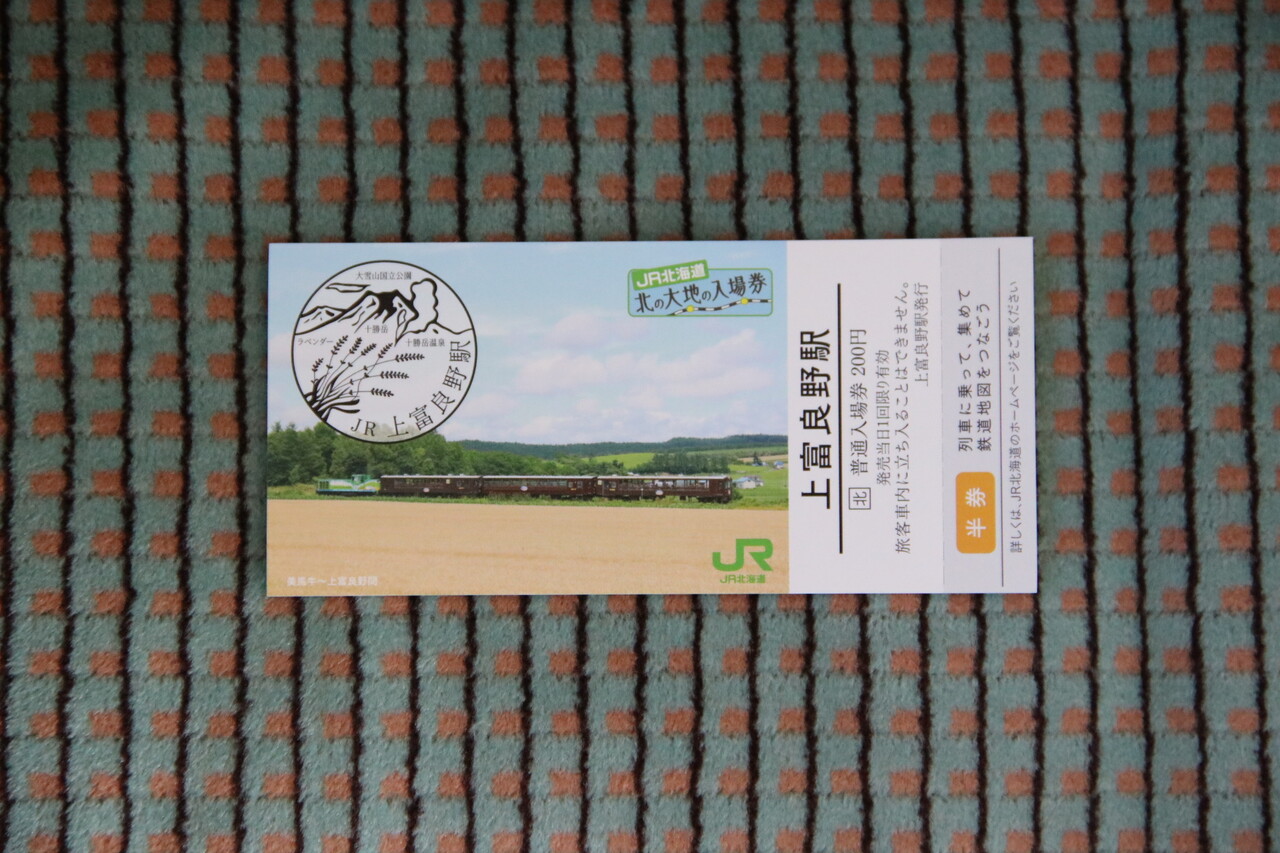 大雪山国立公園
十勝岳
ラベンダー
十勝岳温泉
JR 上富良野駅
JR北海道
北の大地の入場券
美馬牛〜上富良野間
JR
JR北海道
上富良野駅
北 普通入場券 200円
発売当日1回限り有効
旅客車内に立ち入ることはできません。
上富良野駅発行
半券
列車に乗って、集めて
鉄道地図をつなごう
詳しくは、JR北海道のホームページをご覧ください